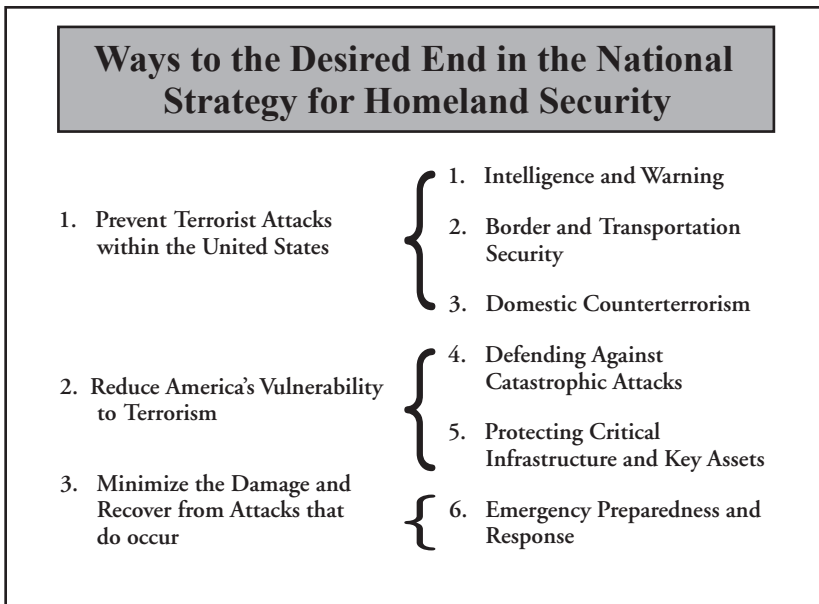 Ways to the Desired End in the National
Strategy for Homeland Security
1. Prevent Terrorist Attacks
within the United States
1. Intelligence and Warning
2. Border and Transportation
Security
3. Domestic Counterterrorism
2. Reduce America’s Vulnerability
to Terrorism
4. Defending Against
Catastrophic Attacks
5. Protecting Critical
Infrastructure and Key Assets
3. Minimize the Damage and
Recover from Attacks that
do occur
6. Emergency Preparedness and
Response